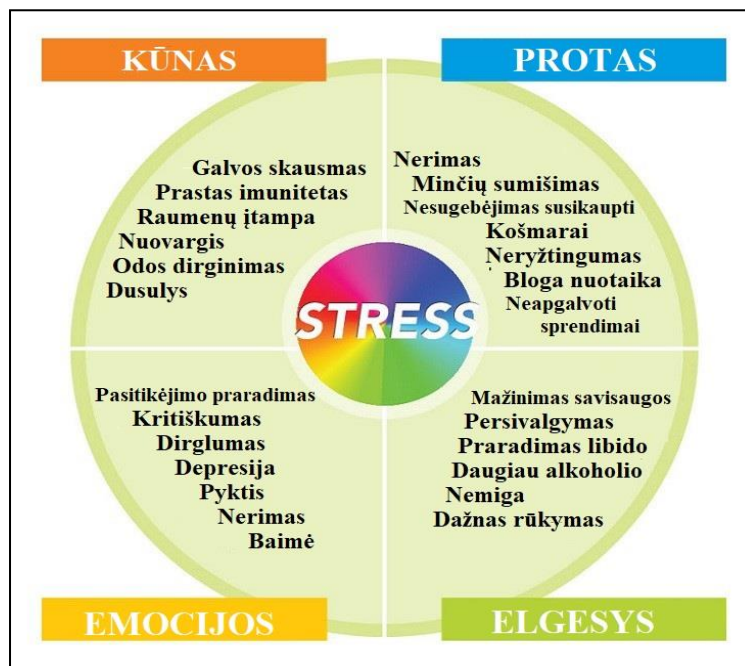 KŪNAS
Galvos skausmas
Prastas imunitetas
Raumenų įtampa
Nuovargis
Odos dirginimas
Dusulys
PROTAS
Nerimas
Minčių sumišimas
Nesugebėjimas susikaupti
Košmarai
Neryžtingumas
Bloga nuotaika
Neapgalvoti
sprendimai
STRESS
Pasitikėjimo praradimas
Kritiškumas
Dirglumas
Depresija
Pyktis
Nerimas
Baimė
EMOCIJOS
Mažinimas savisaugos
Persivalgymas
Praradimas libido
Daugiau alkoholio
Nemiga
Dažnas rūkymas
ELGESYS